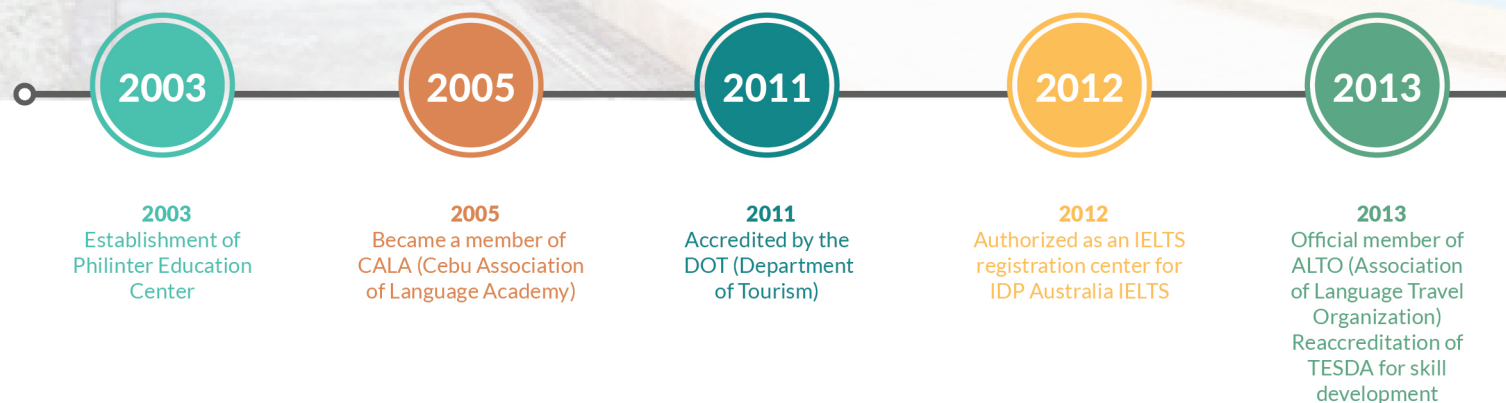 2003
2005
2011
2012
2013
2003
Establishment of
Philinter Education
Center
2005
Became a member of
CALA (Cebu Association
of Language Academy)
2011
Accredited by the
DOT (Department
of Tourism)
2012
Authorized as an IELTS
registration center for
IDP Australia IELTS
2013
Official member of
ALTO (Association
of Language Travel
Organization)
Reaccreditation of
TESDA for skill
development